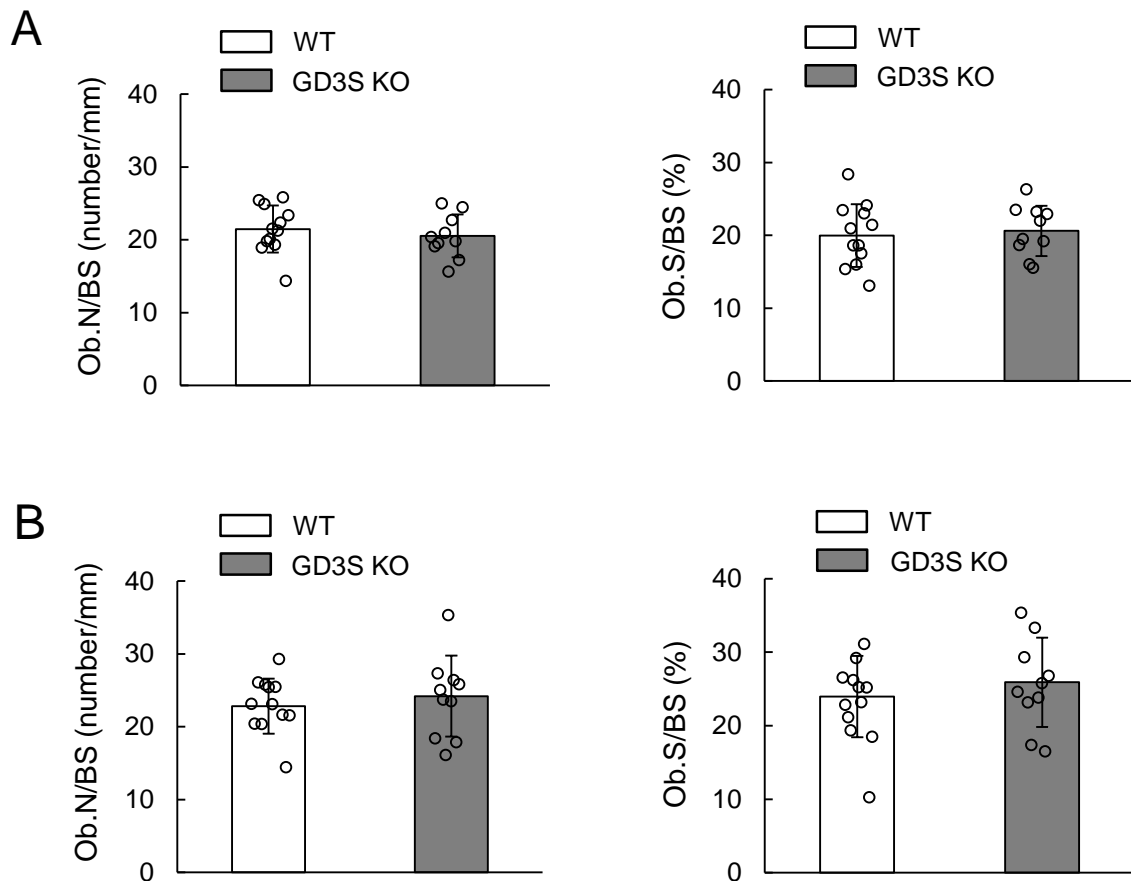 A
WT
GD3S KO
Ob.N/BS (number/mm)
40
30
20
10
0
WT
GD3S KO
Ob.S/BS (%)
40
30
20
10
0
B
WT
GD3S KO
Ob.N/BS (number/mm)
40
30
20
10
0
WT
GD3S KO
Ob.S/BS (%)
40
30
20
10
0